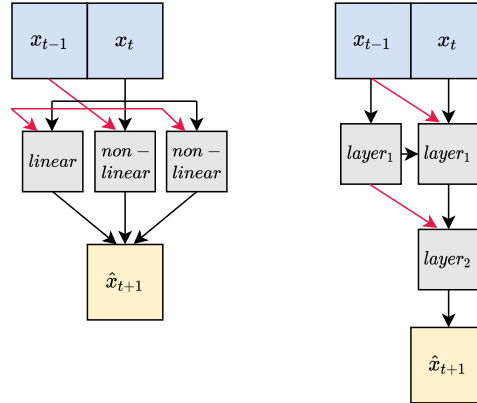 x_{t-1} x_t
linear
non-
linear
non-
linear
x̂_{t+1}
x_{t-1} x_t
layer_1 layer_1
layer_2
x̂_{t+1}